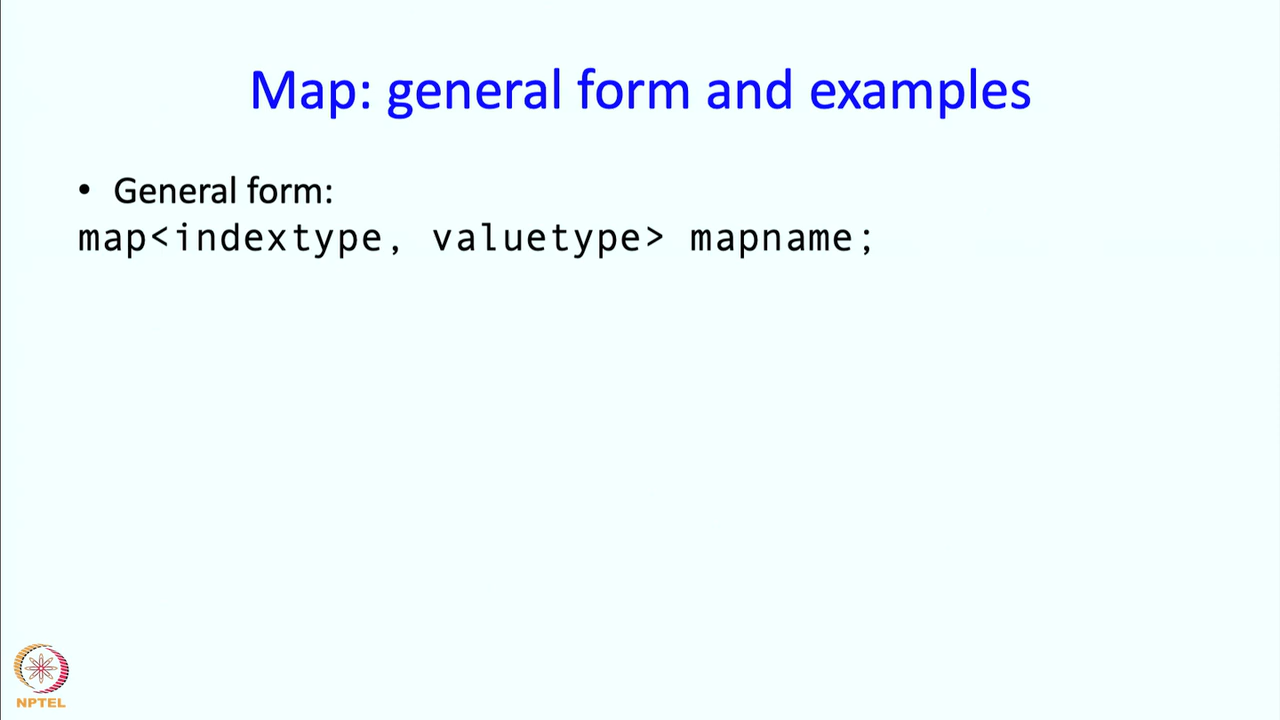 Map: general form and examples
• General form:
map<indextype, valuetype> mapname;
NPTEL